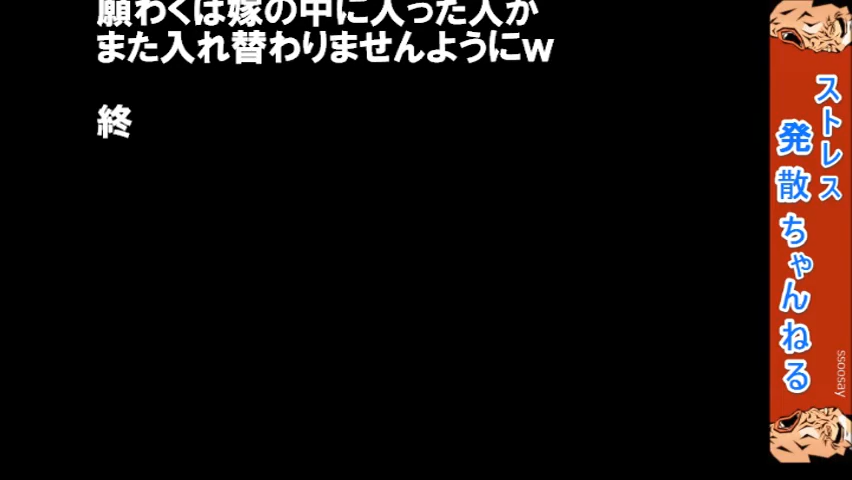 願わくは嫁の中に入った人が
また入れ替わりませんようにw
終
ストレス
発散ちゃんねる
ssoosay